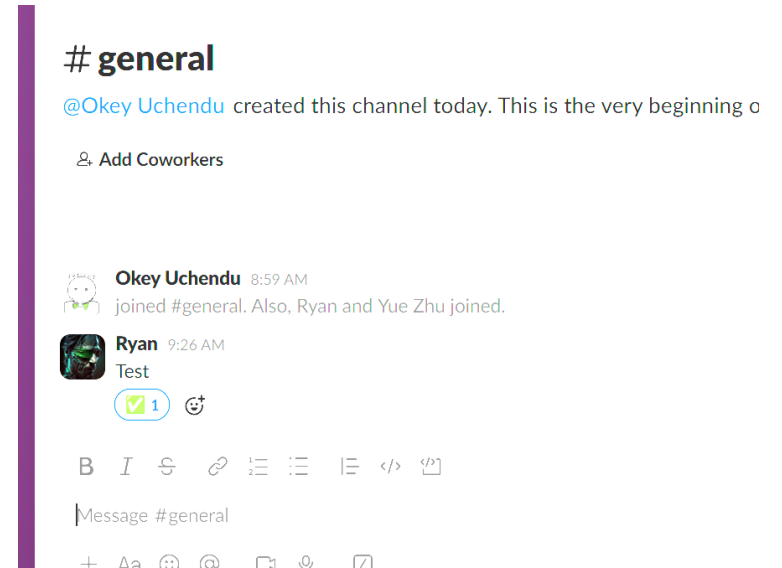 # general
@Okey Uchendu created this channel today. This is the very beginning o
Add Coworkers
Okey Uchendu 8:59 AM
joined #general. Also, Ryan and Yue Zhu joined.
Ryan 9:26 AM
Test
✅ 1
B I S
Message #general
+ Aa @